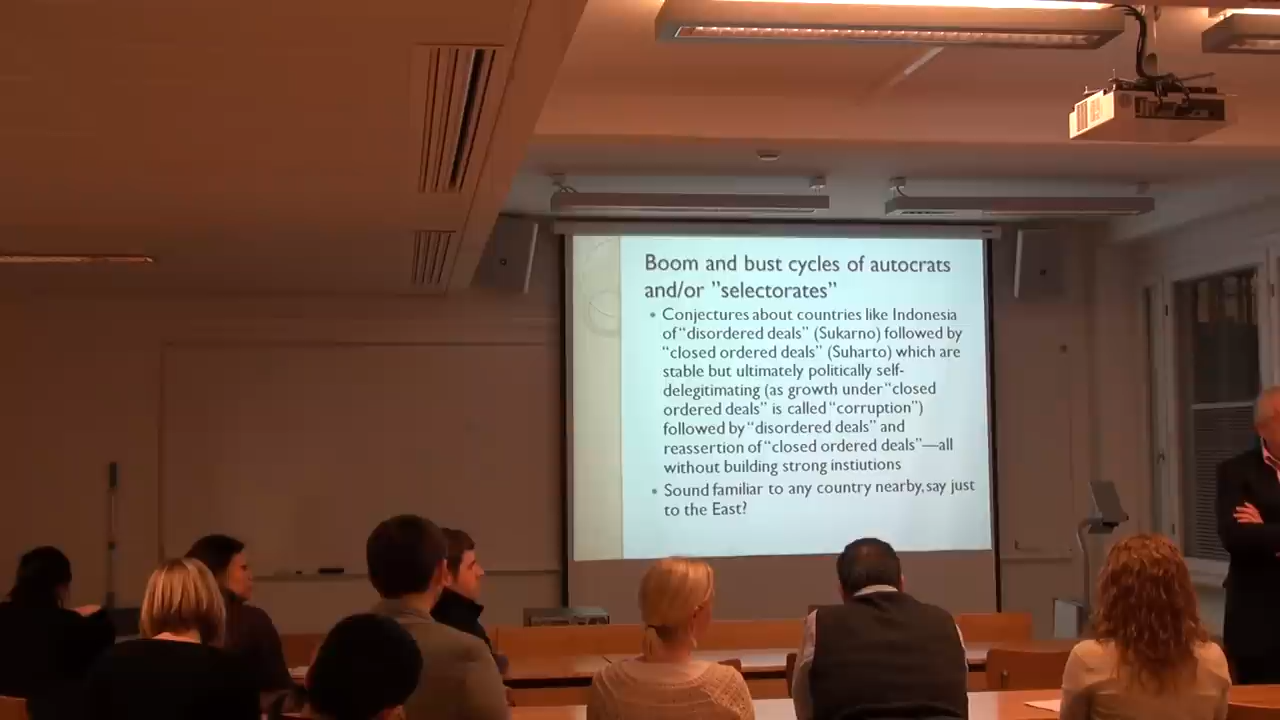 Boom and bust cycles of autocrats
and/or ”selectorates”
• Conjectures about countries like Indonesia
of “disordered deals” (Sukarno) followed by
“closed ordered deals” (Suharto) which are
stable but ultimately politically self-
delegitimating (as growth under “closed
ordered deals” is called “corruption”)
followed by “disordered deals” and
reassertion of “closed ordered deals”—all
without building strong instiutions
• Sound familiar to any country nearby, say just
to the East?